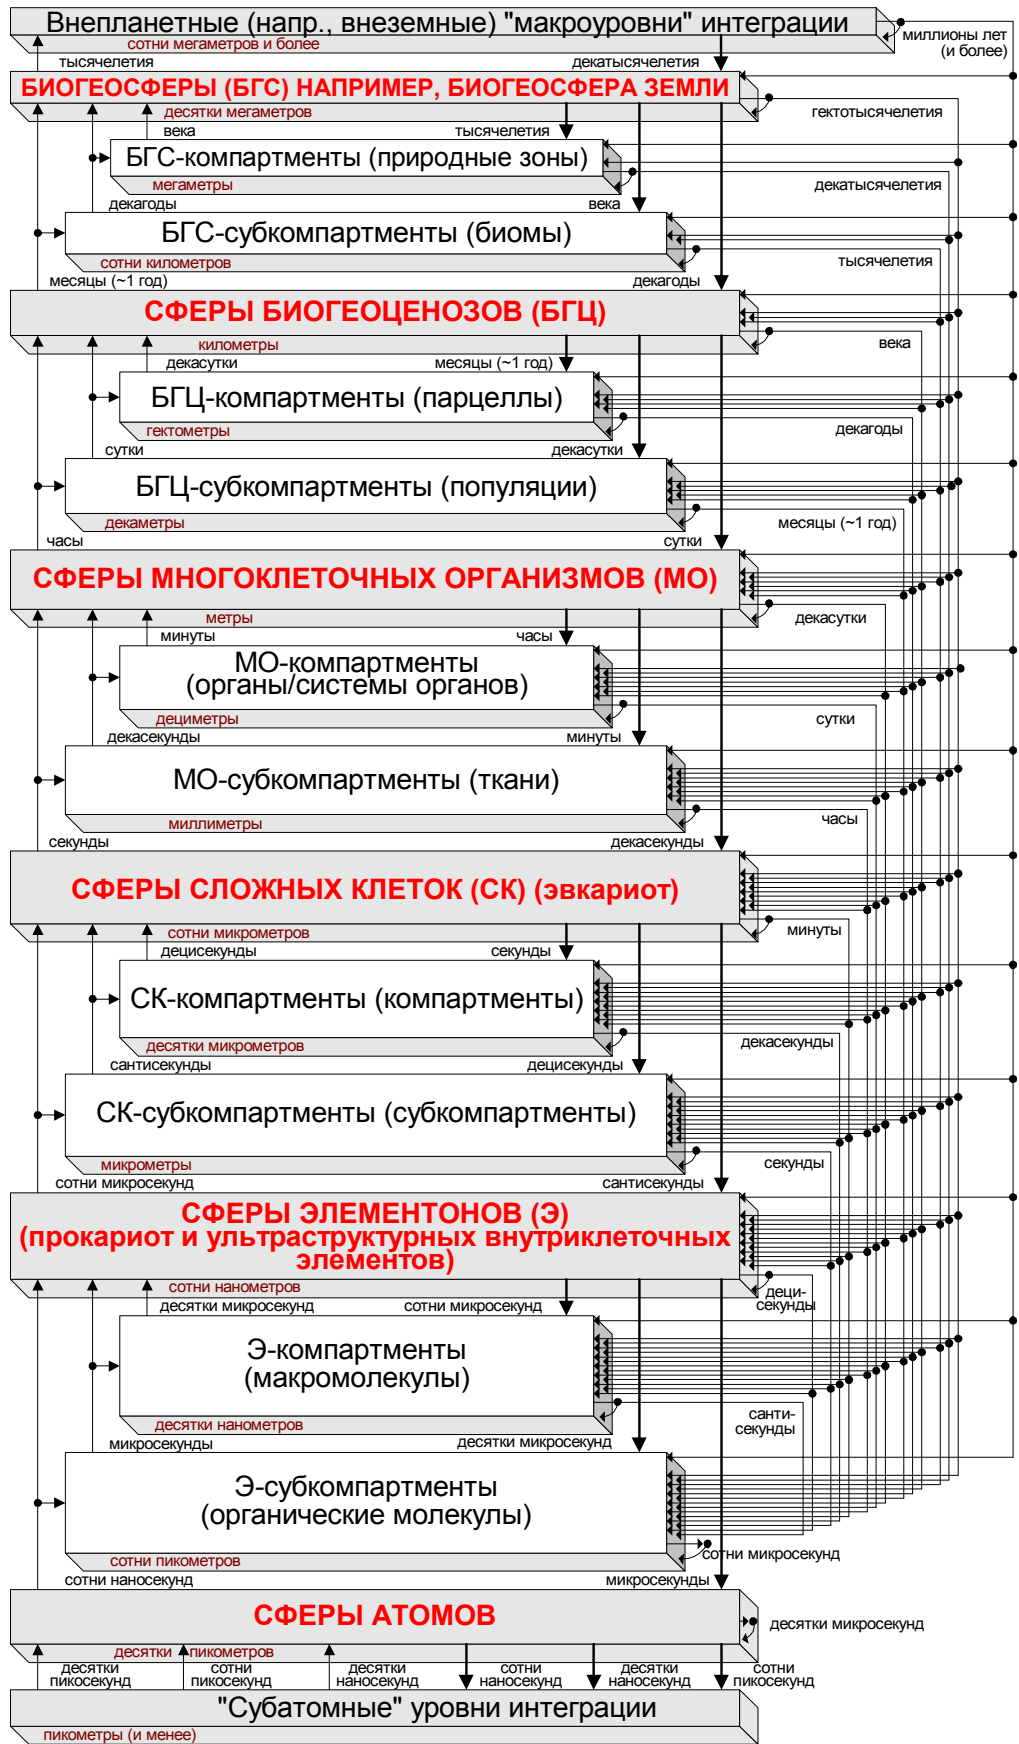 Внепланетные (напр., внеземные) "макроуровни" интеграции
сотни мегаметров и более
миллионы лет
(и более)
тысячелетия
декатысячелетия
БИОГЕОСФЕРЫ (БГС) НАПРИМЕР, БИОГЕОСФЕРА ЗЕМЛИ
десятки мегаметров
гектотысячелетия
века
тысячелетия
БГС-компартменты (природные зоны)
мегаметры
декатысячелетия
декагоды
века
БГС-субкомпартменты (биомы)
сотни километров
тысячелетия
месяцы (~1 год)
декагоды
СФЕРЫ БИОГЕОЦЕНОЗОВ (БГЦ)
километры
века
декасутки
месяцы (~1 год)
БГЦ-компартменты (парцеллы)
гектометры
декагоды
сутки
декасутки
БГЦ-субкомпартменты (популяции)
декаметры
месяцы (~1 год)
часы
сутки
СФЕРЫ МНОГОКЛЕТОЧНЫХ ОРГАНИЗМОВ (МО)
метры
декасутки
минуты
часы
МО-компартменты
(органы/системы органов)
дециметры
сутки
декасекунды
минуты
МО-субкомпартменты (ткани)
миллиметры
часы
секунды
декасекунды
СФЕРЫ СЛОЖНЫХ КЛЕТОК (СК) (эвкариот)
сотни микрометров
минуты
децисекунды
секунды
СК-компартменты (компартменты)
десятки микрометров
декасекунды
сантисекунды
децисекунды
СК-субкомпартменты (субкомпартменты)
микрометры
секунды
сотни микросекунд
сантисекунды
СФЕРЫ ЭЛЕМЕНТОНОВ (Э)
(прокариот и ультраструктурных внутриклеточных
элементов)
сотни нанометров
деци-
секунды
десятки микросекунд
сотни микросекунд
Э-компартменты
(макромолекулы)
десятки нанометров
санти-
секунды
микросекунды
десятки микросекунд
Э-субкомпартменты
(органические молекулы)
сотни пикометров
сотни микросекунд
сотни наносекунд
микросекунды
СФЕРЫ АТОМОВ
десятки микросекунд
десятки пикометров
десятки
пикосекунд
сотни
пикосекунд
десятки
наносекунд
сотни
наносекунд
десятки
наносекунд
сотни
пикосекунд
"Субатомные" уровни интеграции
пикометры (и менее)